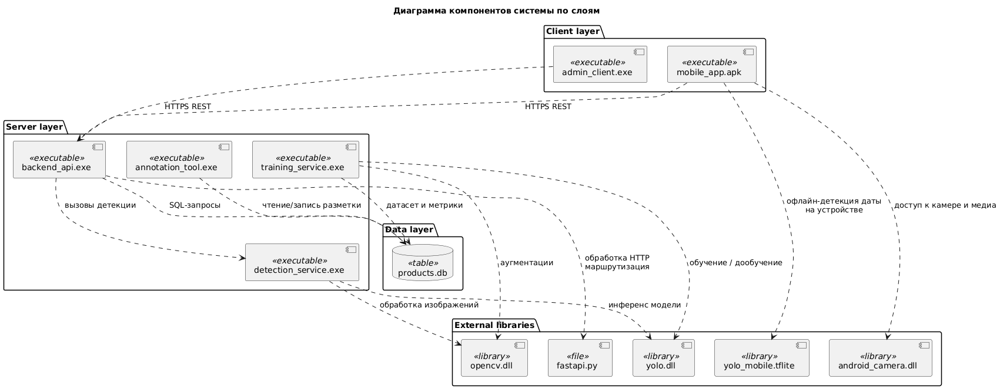 Диаграмма компонентов системы по слоям
Client layer
«executable»
admin_client.exe
«executable»
mobile_app.apk
HTTPS REST
HTTPS REST
Server layer
«executable»
backend_api.exe
«executable»
annotation_tool.exe
«executable»
training_service.exe
вызовы детекции
SQL-запросы
чтение/запись разметки
датасет и метрики
офлайн-детекция даты
на устройстве
доступ к камере и медиа
Data layer
«table»
products.db
«executable»
detection_service.exe
аугментации
обработка HTTP
маршрутизация
обучение / дообучение
обработка изображений
инференс модели
External libraries
«library»
opencv.dll
«file»
fastapi.py
«library»
yolo.dll
«library»
yolo_mobile.tflite
«library»
android_camera.dll